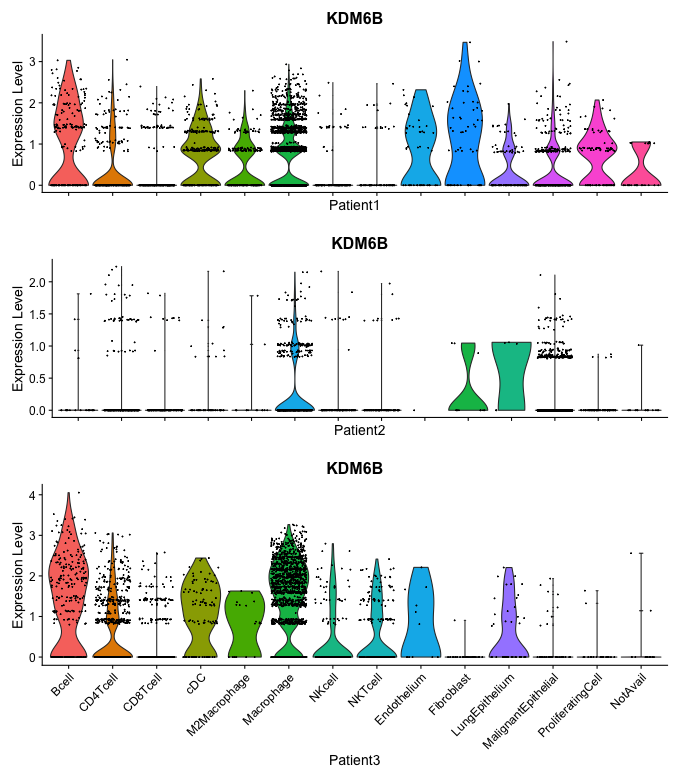 KDM6B
Expression Level
3
2
1
0
Patient1
KDM6B
Expression Level
2.0
1.5
1.0
0.5
0.0
Patient2
KDM6B
Expression Level
4
3
2
1
0
Bcell
CD4Tcell
CD8Tcell
cDC
M2Macrophage
Macrophage
NKcell
NKTcell
Endothelium
Fibroblast
LungEpithelium
MalignantEpithelial
ProliferatingCell
NotAvail
Patient3